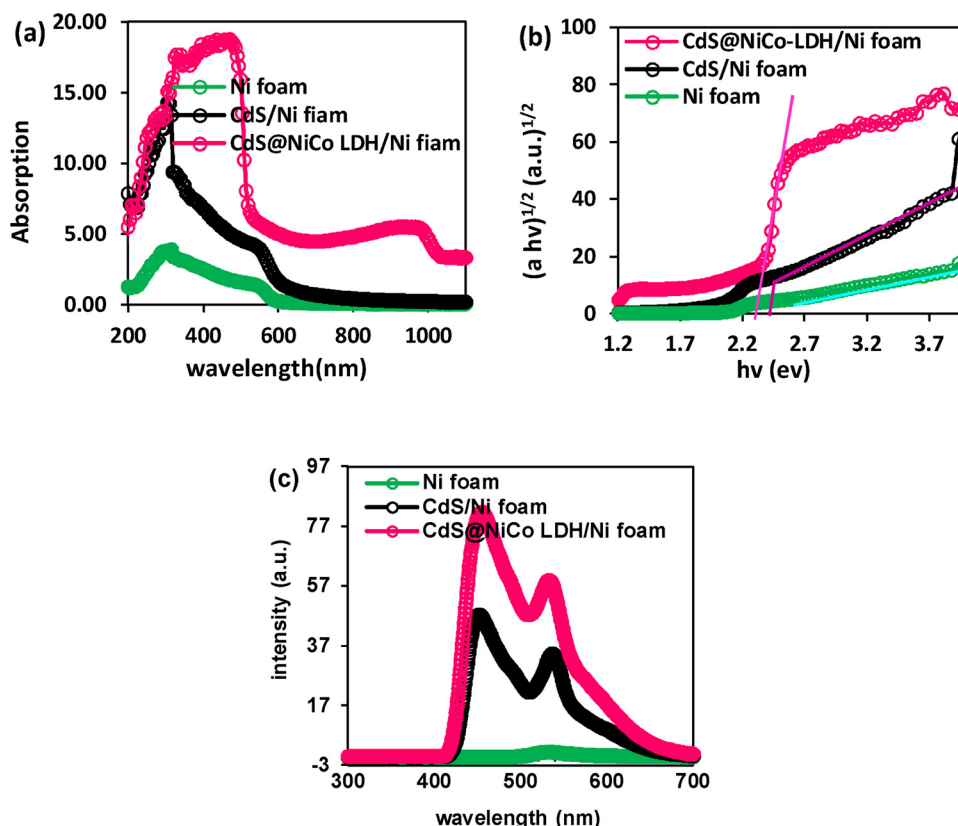 (a)
20.00
15.00
10.00
5.00
0.00
Absorption
Ni foam
CdS/Ni fiam
CdS@NiCo LDH/Ni fiam
200 400 600 800 1000
wavelength(nm)
(b)
100
80
60
40
20
0
(a hv)^1/2 (a.u.)^1/2
CdS@NiCo-LDH/Ni foam
CdS/Ni foam
Ni foam
1.2 1.7 2.2 2.7 3.2 3.7
hv (ev)
(c)
97
77
57
37
17
-3
intensity (a.u.)
Ni foam
CdS/Ni foam
CdS@NiCo LDH/Ni foam
300 400 500 600 700
wavelength (nm)